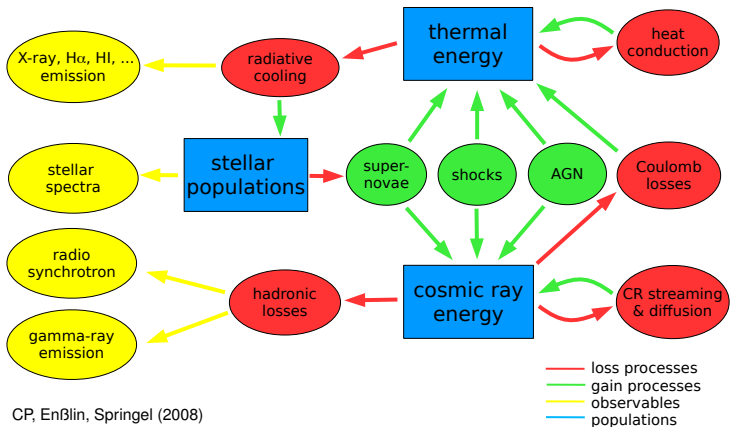 thermal
energy
heat
conduction
X-ray, Hα, HI, ...
emission
radiative
cooling
stellar
spectra
stellar
populations
super-
novae
shocks
AGN
Coulomb
losses
radio
synchrotron
gamma-ray
emission
hadronic
losses
cosmic ray
energy
CR streaming
& diffusion
loss processes
gain processes
observables
populations
CP, Enßlin, Springel (2008)